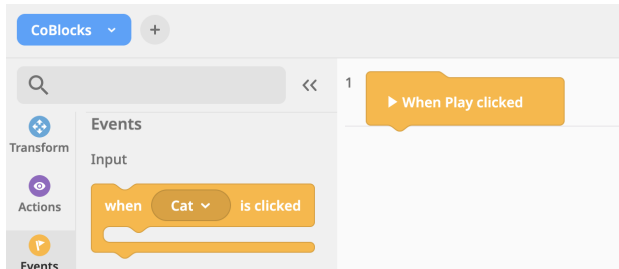 CoBlocks
+
1
When Play clicked
Events
Input
Transform
when Cat is clicked
Actions
Events